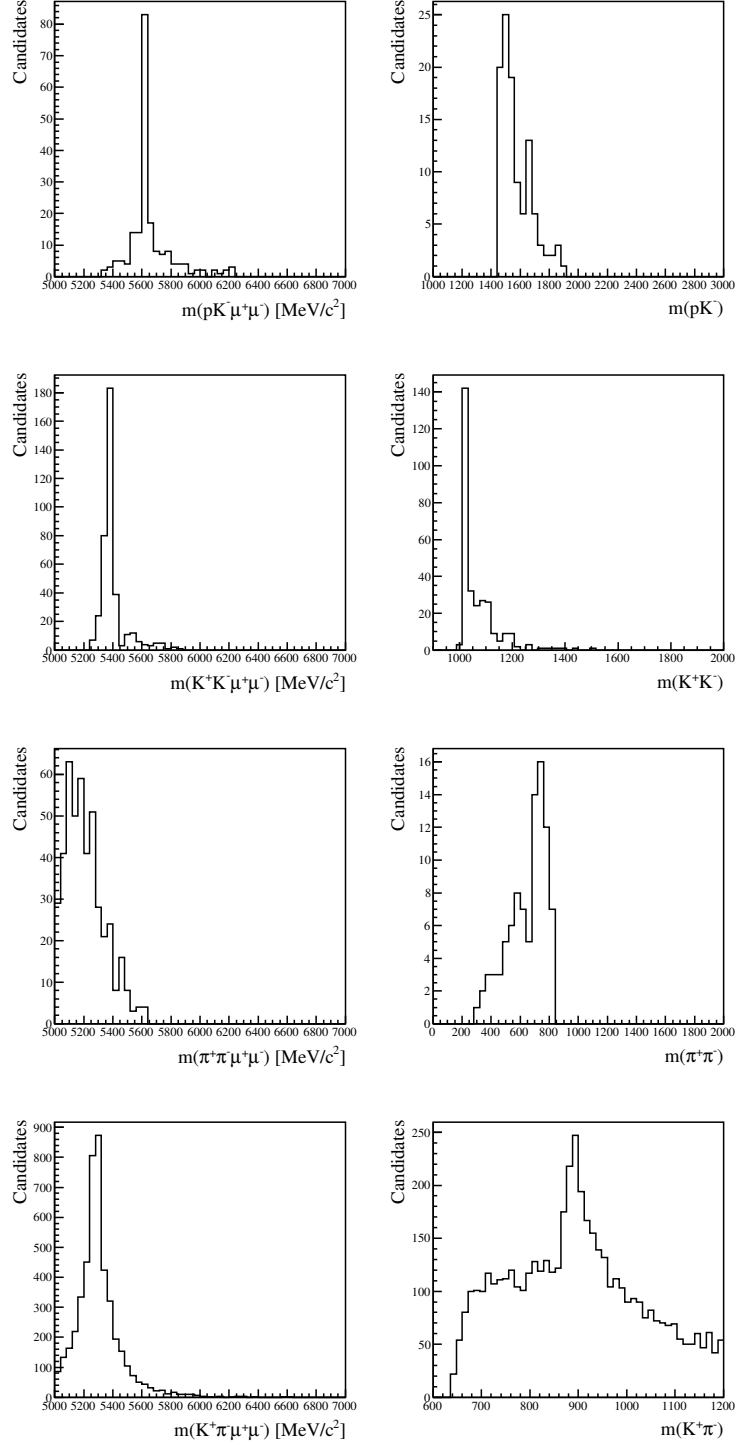 Candidates
80
70
60
50
40
30
20
10
0
5000 5200 5400 5600 5800 6000 6200 6400 6600 6800 7000
m(pK⁻μ⁺μ⁻) [MeV/c²]
Candidates
25
20
15
10
5
0
1000 1200 1400 1600 1800 2000 2200 2400 2600 2800 3000
m(pK⁻)
Candidates
180
160
140
120
100
80
60
40
20
0
5000 5200 5400 5600 5800 6000 6200 6400 6600 6800 7000
m(K⁺K⁻μ⁺μ⁻) [MeV/c²]
Candidates
140
120
100
80
60
40
20
0
1000 1200 1400 1600 1800 2000
m(K⁺K⁻)
Candidates
60
50
40
30
20
10
0
5000 5200 5400 5600 5800 6000 6200 6400 6600 6800 7000
m(π⁺π⁻μ⁺μ⁻) [MeV/c²]
Candidates
16
14
12
10
8
6
4
2
0
0 200 400 600 800 1000 1200 1400 1600 1800 2000
m(π⁺π⁻)
Candidates
900
800
700
600
500
400
300
200
100
0
5000 5200 5400 5600 5800 6000 6200 6400 6600 6800 7000
m(K⁺π⁻μ⁺μ⁻) [MeV/c²]
Candidates
250
200
150
100
50
0
600 700 800 900 1000 1100 1200
m(K⁺π⁻)